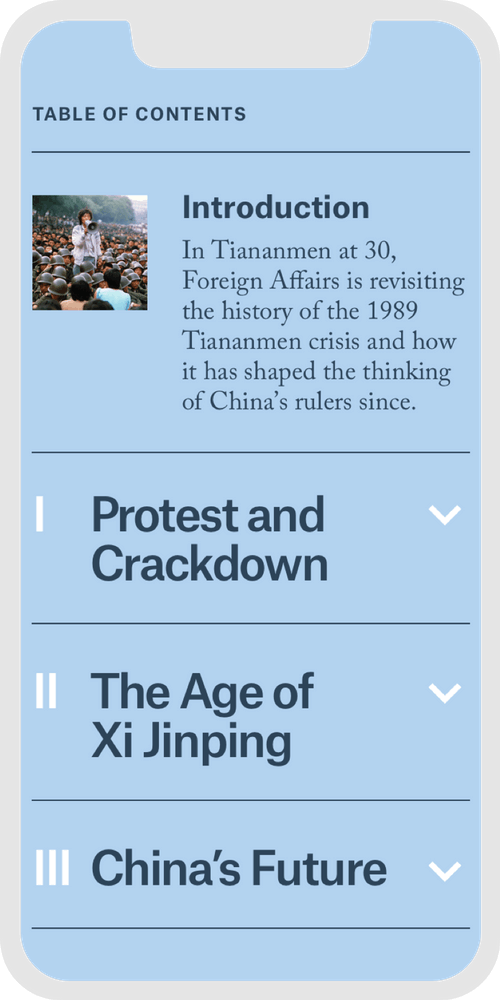 TABLE OF CONTENTS
Introduction
In Tiananmen at 30,
Foreign Affairs is revisiting
the history of the 1989
Tiananmen crisis and how
it has shaped the thinking
of China’s rulers since.
I Protest and
Crackdown
II The Age of
Xi Jinping
III China’s Future